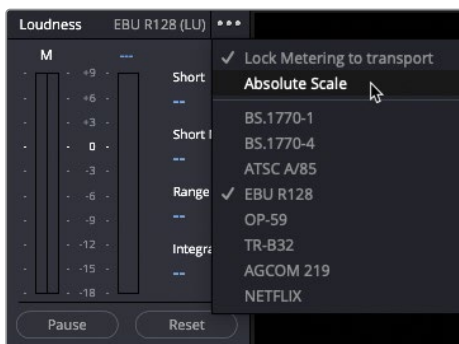 Loudness EBU R128 (LU) •••
M ---
+9
Short
--
+6
+3
Short
--
0
-3
Range
--
-6
-9
-12
--
-15
-18
Pause Reset
✓ Lock Metering to transport
Absolute Scale
BS.1770-1
BS.1770-4
ATSC A/85
✓ EBU R128
OP-59
TR-B32
AGCOM 219
NETFLIX